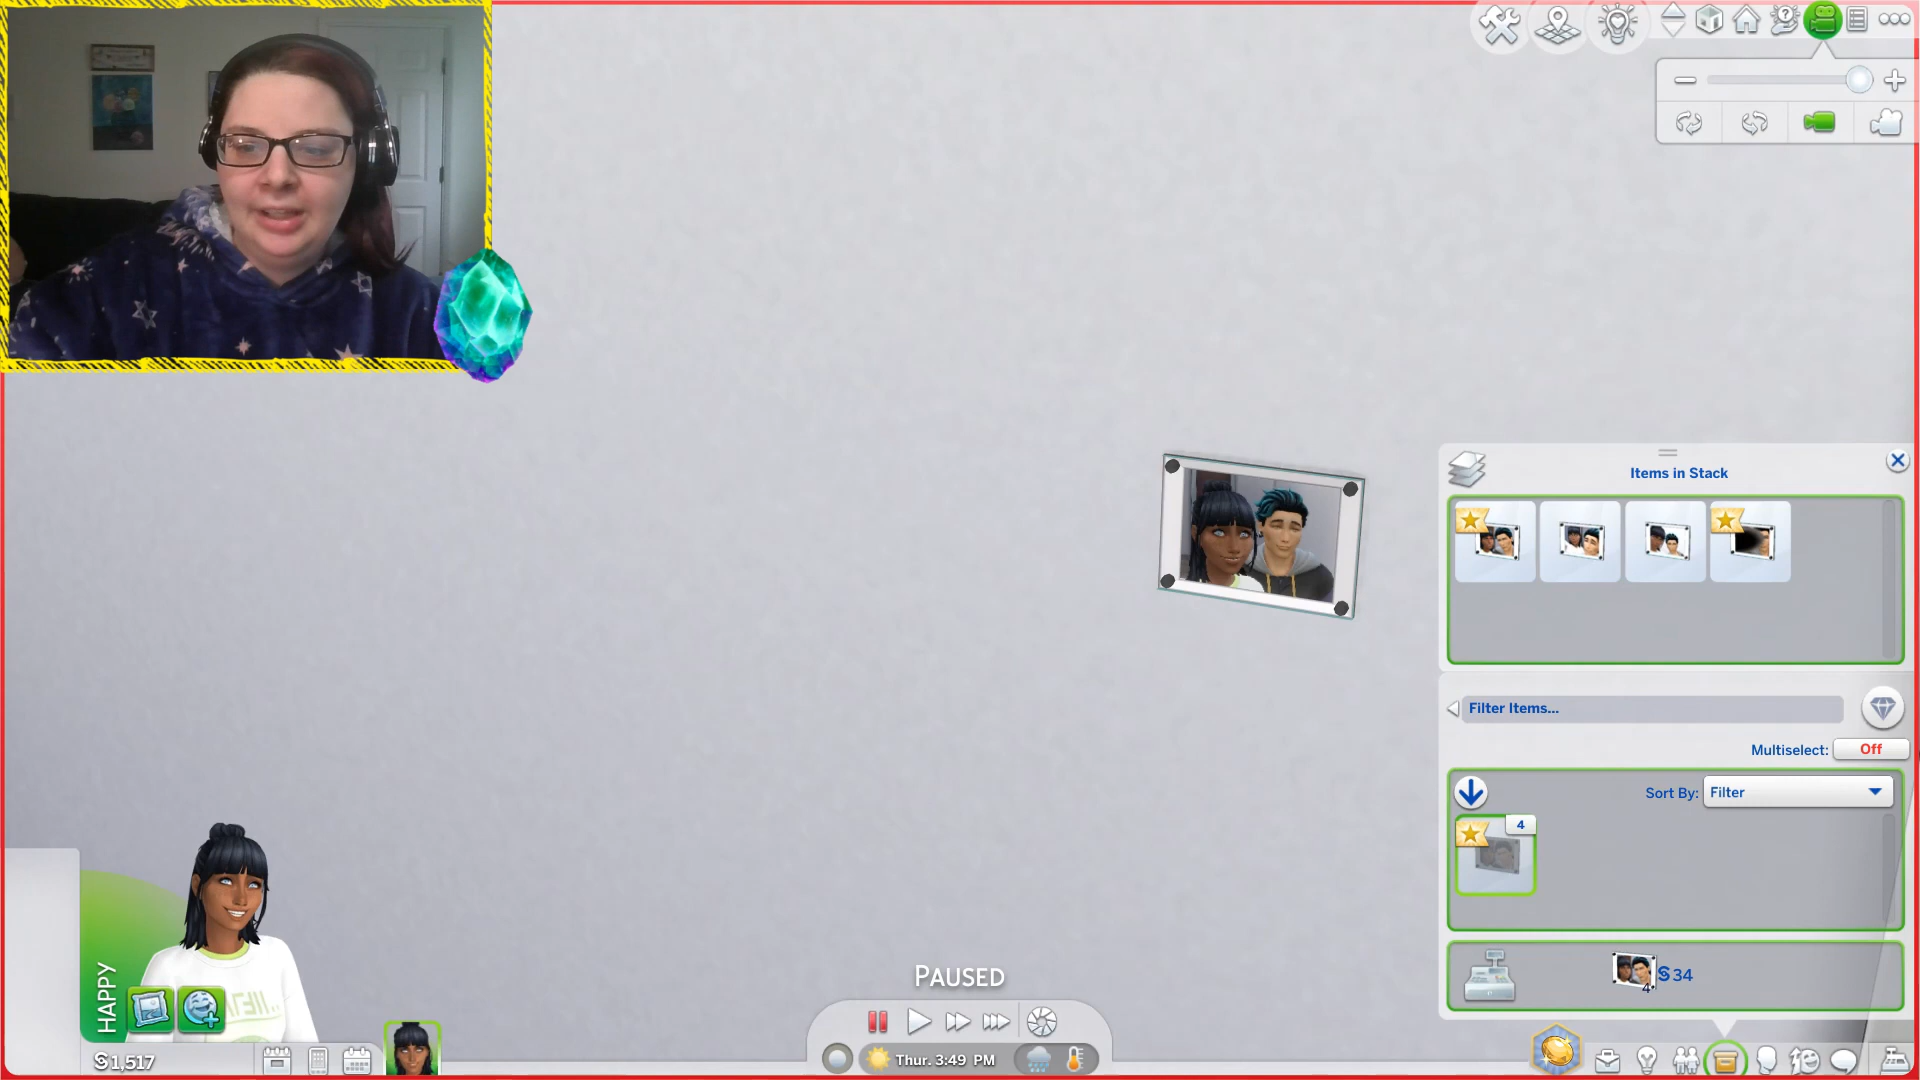 Items in Stack
Filter Items...
Multiselect: Off
Sort By: Filter
4
4
$34
HAPPY
PAUSED
$1,517
Thur. 3:49 PM